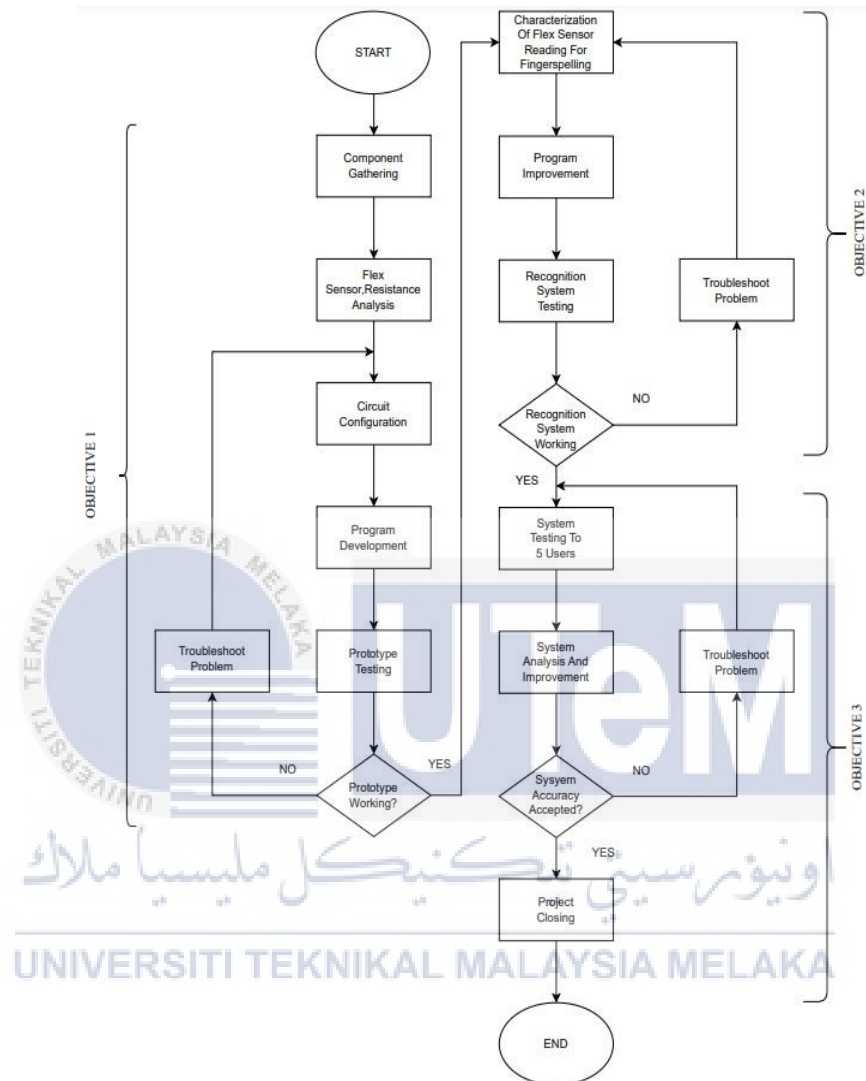 START
Component
Gathering
Flex
Sensor,Resistance
Analysis
Circuit
Configuration
Program
Development
Prototype
Testing
Prototype
Working?
Troubleshoot
Problem
NO
YES
OBJECTIVE 1
Characterization
Of Flex Sensor
Reading For
Fingerspelling
Program
Improvement
Recognition
System
Testing
Recognition
System
Working
NO
Troubleshoot
Problem
YES
OBJECTIVE 2
System
Testing To
5 Users
System
Analysis And
Improvement
Sysyem
Accuracy
Accepted?
NO
Troubleshoot
Problem
YES
Project
Closing
END
OBJECTIVE 3
UNIVERSITI TEKNIKAL MALAYSIA MELAKA
UTeM
اونيۏرسيتي تيكنيكل مليسيا ملاك
UNIVERSITI TEKNIKAL MALAYSIA MELAKA